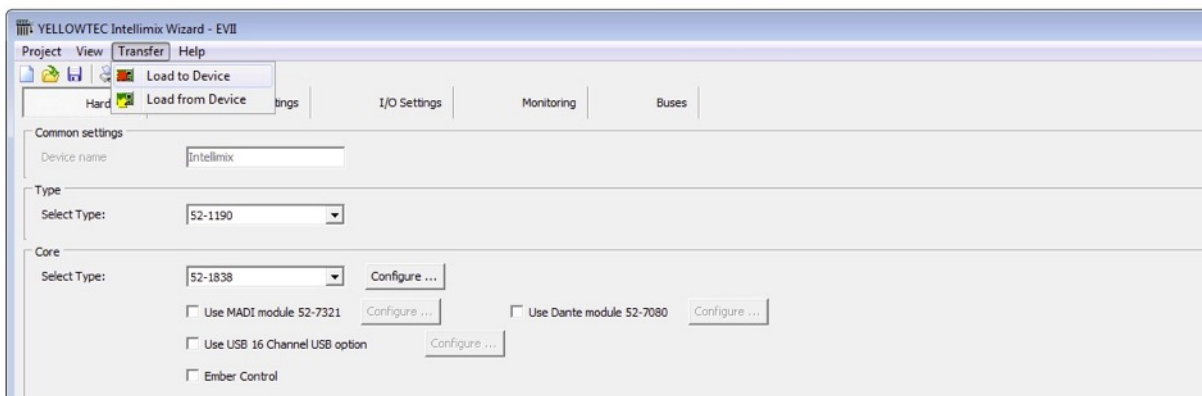 YELLOWTEC Intellimix Wizard - EVII
Project View Transfer Help
Load to Device
Load from Device
Hard tings I/O Settings Monitoring Buses
Common settings
Device name Intellimix
Type
Select Type: 52-1190
Core
Select Type: 52-1838 Configure ...
Use MADI module 52-7321 Configure ... Use Dante module 52-7080 Configure ...
Use USB 16 Channel USB option Configure ...
Ember Control